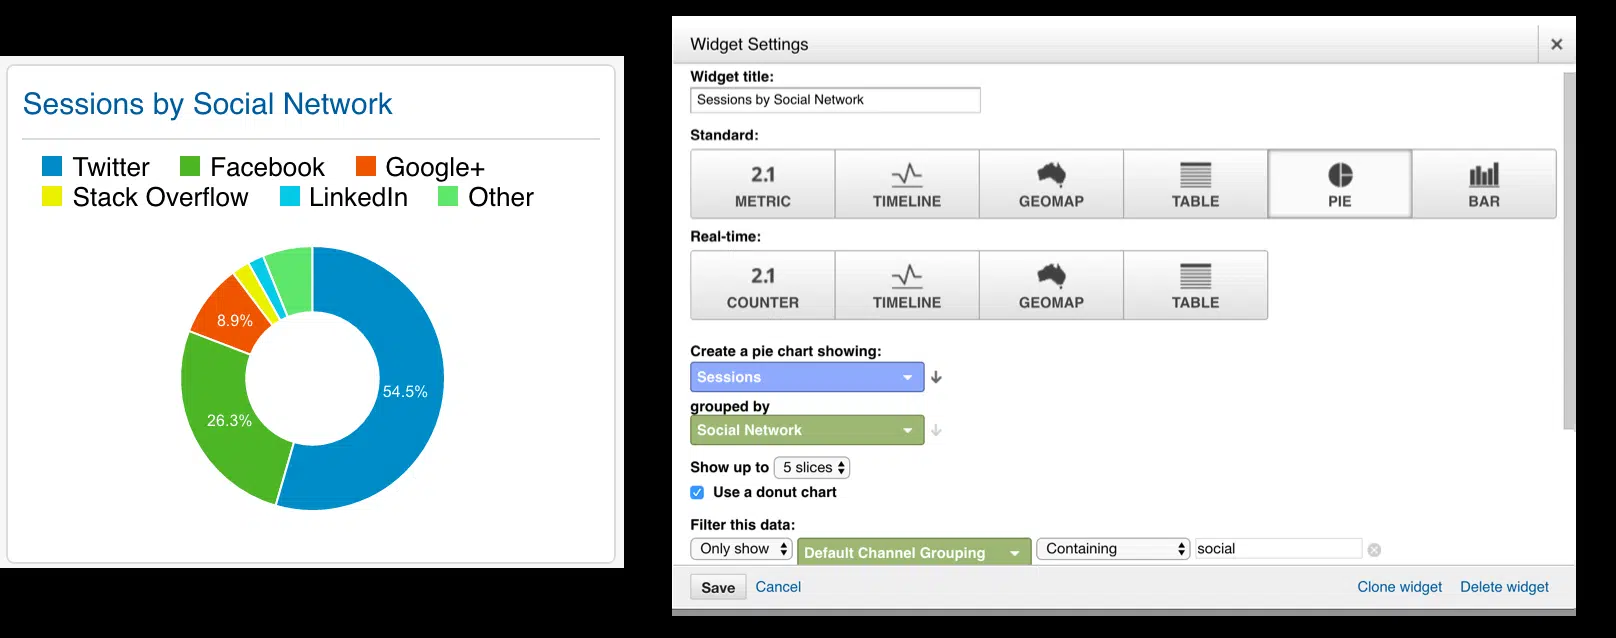 Sessions by Social Network
Twitter Facebook Google+
Stack Overflow LinkedIn Other
8.9%
54.5%
26.3%
Widget Settings
Widget title:
Sessions by Social Network
Standard:
2.1
METRIC TIMELINE GEOMAP TABLE PIE BAR
Real-time:
2.1
COUNTER TIMELINE GEOMAP TABLE
Create a pie chart showing:
Sessions
grouped by
Social Network
Show up to 5 slices
Use a donut chart
Filter this data:
Only show Default Channel Grouping Containing social
Save Cancel Clone widget Delete widget